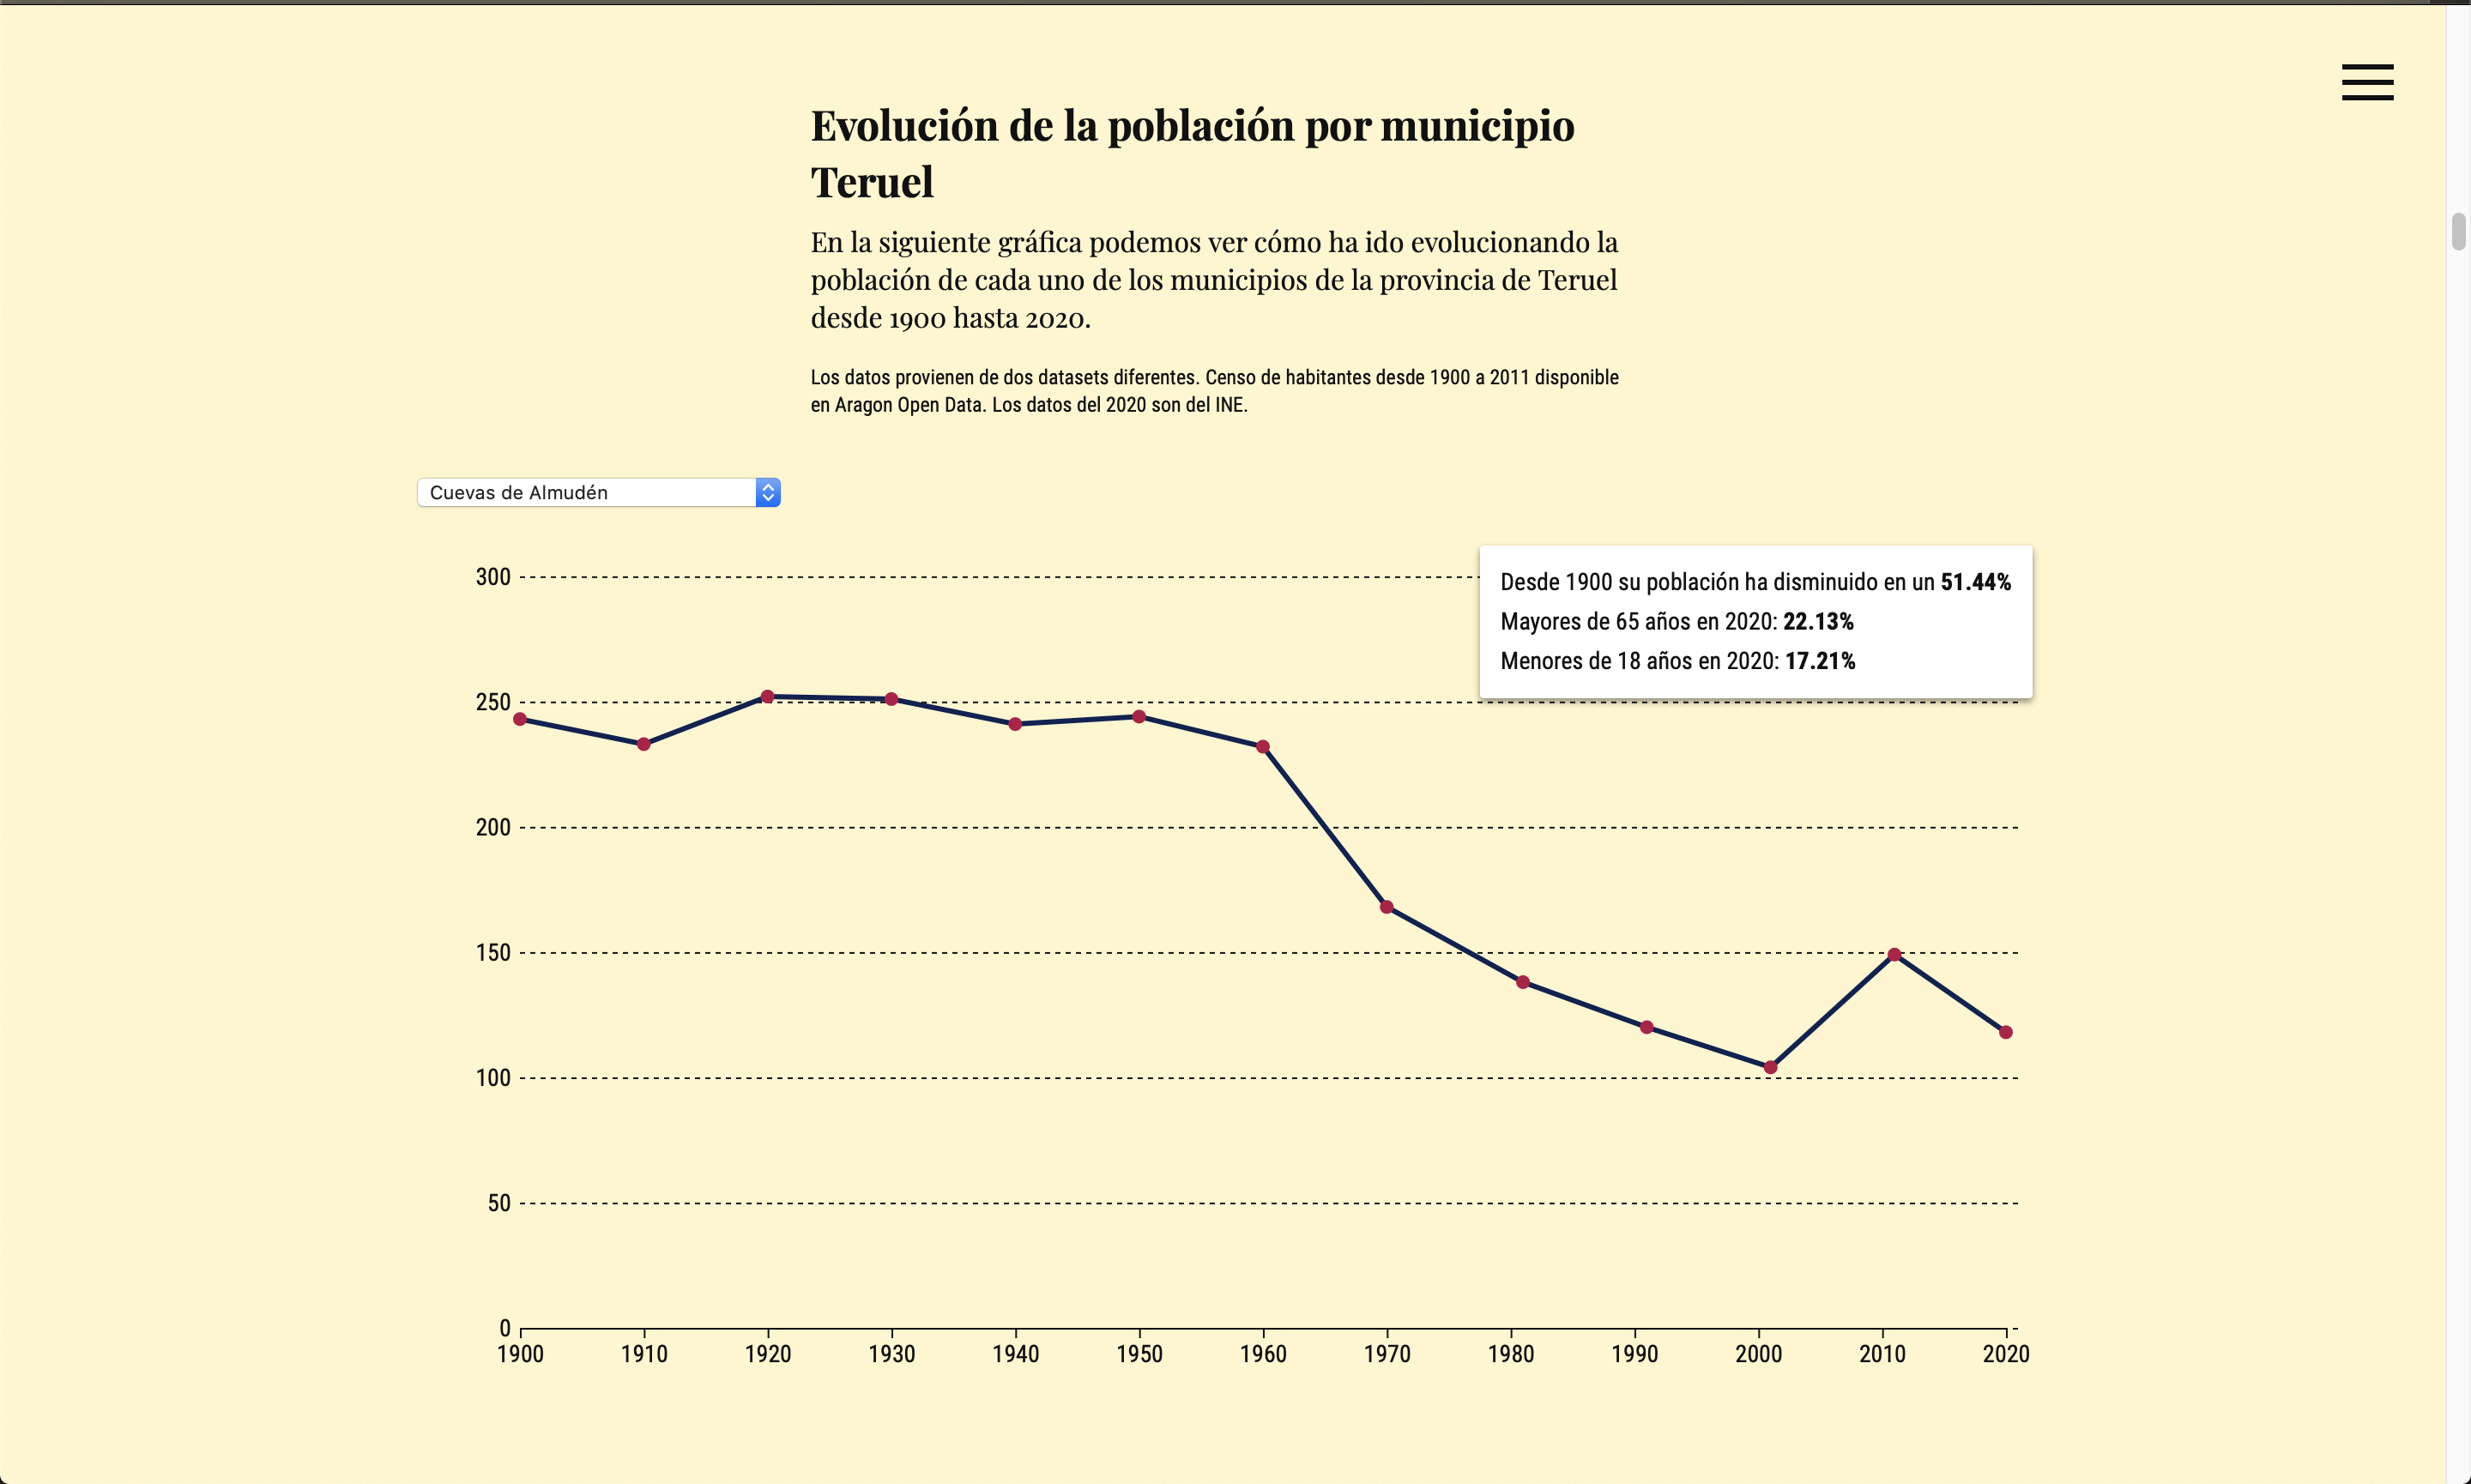 Evolución de la población por municipio
Teruel
En la siguiente gráfica podemos ver cómo ha ido evolucionando la
población de cada uno de los municipios de la provincia de Teruel
desde 1900 hasta 2020.
Los datos provienen de dos datasets diferentes. Censo de habitantes desde 1900 a 2011 disponible
en Aragon Open Data. Los datos del 2020 son del INE.
Cuevas de Almudén
Desde 1900 su población ha disminuido en un 51.44%
Mayores de 65 años en 2020: 22.13%
Menores de 18 años en 2020: 17.21%
300
250
200
150
100
50
0
1900 1910 1920 1930 1940 1950 1960 1970 1980 1990 2000 2010 2020